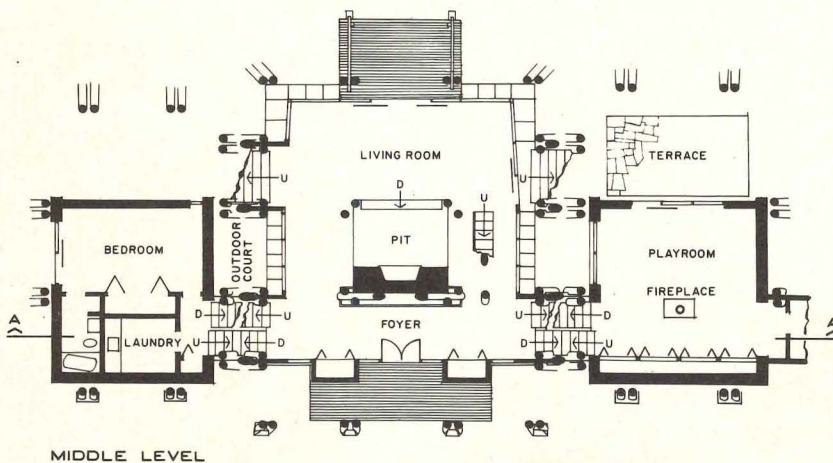 LIVING ROOM
TERRACE
U
D
U
U
PIT
BEDROOM
OUTDOOR COURT
PLAYROOM
FIREPLACE
D
U
D
U
A
FOYER
A
LAUNDRY
U
D
U
D
MIDDLE LEVEL